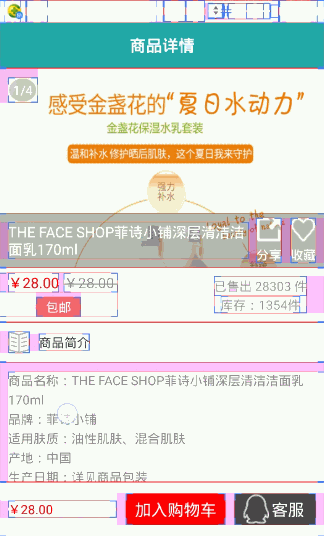 商品详情
1/4
感受金盏花的“夏日水动力”
金盏花保湿水乳套装
温和补水 修护晒后肌肤，这个夏日我来守护
强力
补水
THE FACE SHOP菲诗小铺深层清洁洁
面乳170ml
分享 收藏
￥28.00 ￥28.00
已售出 28303 件
包邮
库存：1354件
商品简介
商品名称：THE FACE SHOP菲诗小铺深层清洁洁面乳
170ml
品牌：菲诗小铺
适用肤质：油性肌肤、混合肌肤
产地：中国
生产日期：详见商品包装
￥28.00 加入购物车 客服